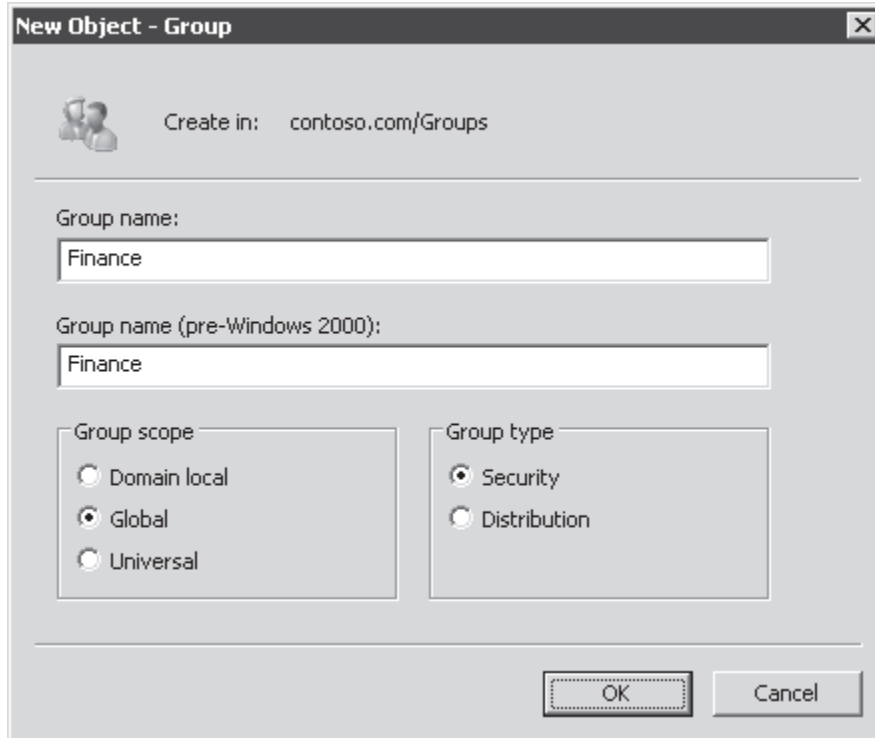 New Object - Group
Create in: contoso.com/Groups
Group name:
Finance
Group name (pre-Windows 2000):
Finance
Group scope
Domain local
Global
Universal
Group type
Security
Distribution
OK
Cancel